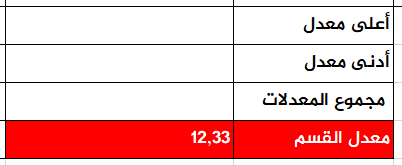 أعلى معدل
أدنى معدل
مجموع المعدلات
معدل القسم 12,33